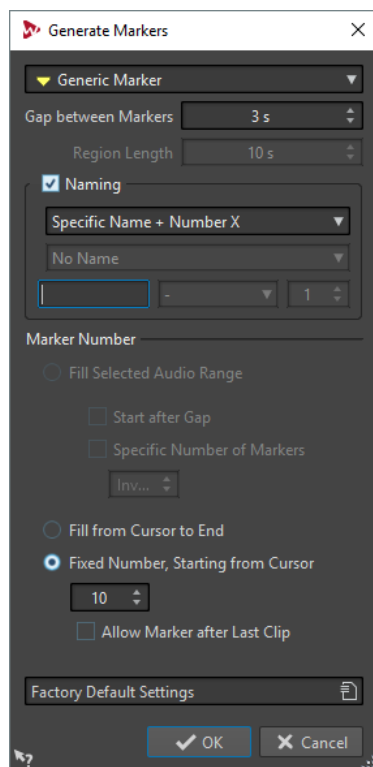 Generate Markers
Generic Marker
Gap between Markers 3 s
Region Length 10 s
Naming
Specific Name + Number X
No Name
- 1
Marker Number
Fill Selected Audio Range
Start after Gap
Specific Number of Markers
Inv...
Fill from Cursor to End
Fixed Number, Starting from Cursor
10
Allow Marker after Last Clip
Factory Default Settings
OK Cancel
?